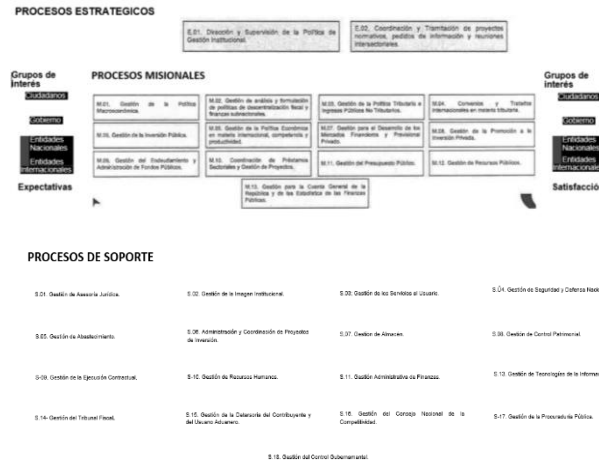 PROCESOS ESTRATEGICOS
E.01. Dirección y Supervisión de la Política de
Gestión Institucional.
E.02. Coordinación y Tramitación de proyectos
normativos, pedidos de información y reuniones
intersectoriales.
Grupos de
interés
PROCESOS MISIONALES
Grupos de
interés
Ciudadanos
Ciudadanos
Gobierno
Gobierno
Entidades
Nacionales
Entidades
Nacionales
Entidades
Internacionales
Entidades
Internacionales
Expectativas
Satisfacció
M.01. Gestión de la Política
Macroeconómica.
M.02. Gestión de análisis y formulación
de políticas de descentralización fiscal y
finanzas subnacionales.
M.03. Gestión de la Política Tributaria e
Ingresos Públicos No Tributarios.
M.04. Convenios y Tratados
Internacionales en materia tributaria.
M.05. Gestión de la Inversión Pública.
M.06. Gestión de la Política Económica
en materia internacional, competencia y
productividad.
M.07. Gestión para el Desarrollo de los
Mercados Financieros y Previsional
Privado.
M.08. Gestión de la Promoción a la
Inversión Privada.
M.09. Gestión del Endeudamiento y
Administración de Fondos Públicos.
M.10. Coordinación de Préstamos
Sectoriales y Gestión de Proyectos.
M.11. Gestión del Presupuesto Público.
M.12. Gestión de Recursos Públicos.
M.13. Gestión para la Cuenta General de la
República y de las Estadística de las Finanzas
Públicas.
PROCESOS DE SOPORTE
S.01. Gestión de Asesoría Jurídica.
S.02. Gestión de la Imagen Institucional.
S.03. Gestión de los Servicios al Usuario.
S.04. Gestión de Seguridad y Defensa Nacio
S.05. Gestión de Abastecimiento.
S.06. Administración y Coordinación de Proyectos
de Inversión.
S.07. Gestion de Almacén.
S.08. Gestión de Control Patrimonial.
S-09. Gestión de la Ejecución Contractual.
S-10. Gestión de Recursos Humanos.
S.11. Gestión Administrativa de Finanzas.
S.12. Gestión de Tecnologías de la Informac
S.14- Gestión del Tribunal Fiscal.
S.15. Gestión de la Defensoría del Contribuyente y
del Usuario Aduanero.
S.16. Gestión del Consejo Nacional de la
Competitividad.
S-17. Gestión de la Procuraduría Pública.
S.18. Gestión del Control Gubernamental.